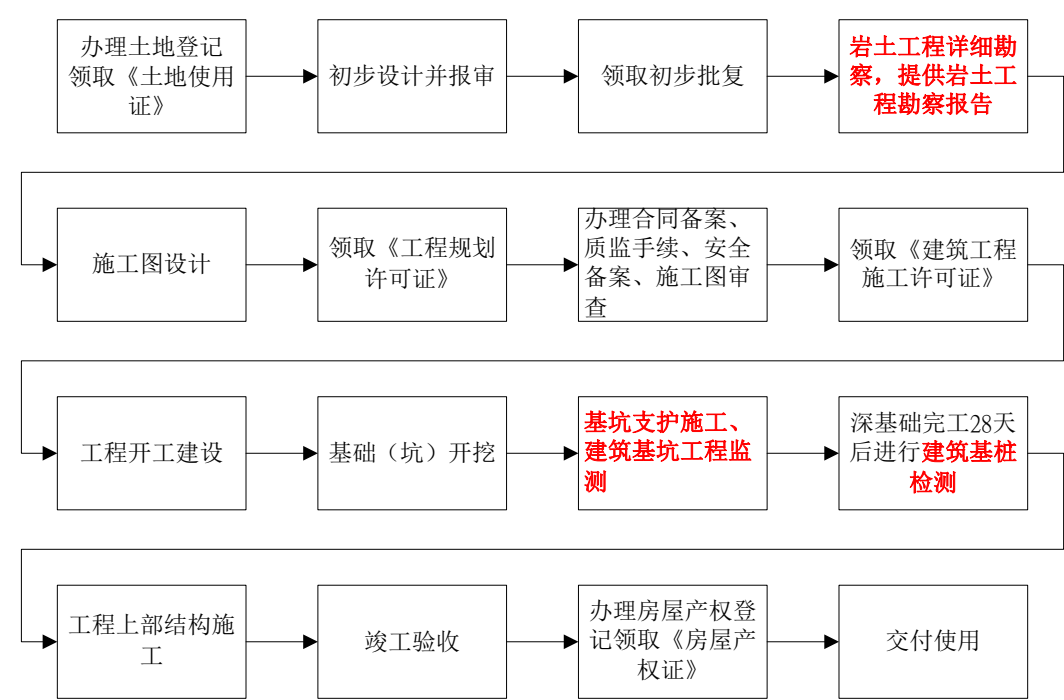 办理土地登记
领取《土地使用
证》
初步设计并报审
领取初步批复
岩土工程详细勘
察，提供岩土工
程勘察报告
施工图设计
领取《工程规划
许可证》
办理合同备案、
质监手续、安全
备案、施工图审
查
领取《建筑工程
施工许可证》
工程开工建设
基础（坑）开挖
基坑支护施工、
建筑基坑工程监
测
深基础完工28天
后进行建筑基桩
检测
工程上部结构施
工
竣工验收
办理房屋产权登
记领取《房屋产
权证》
交付使用